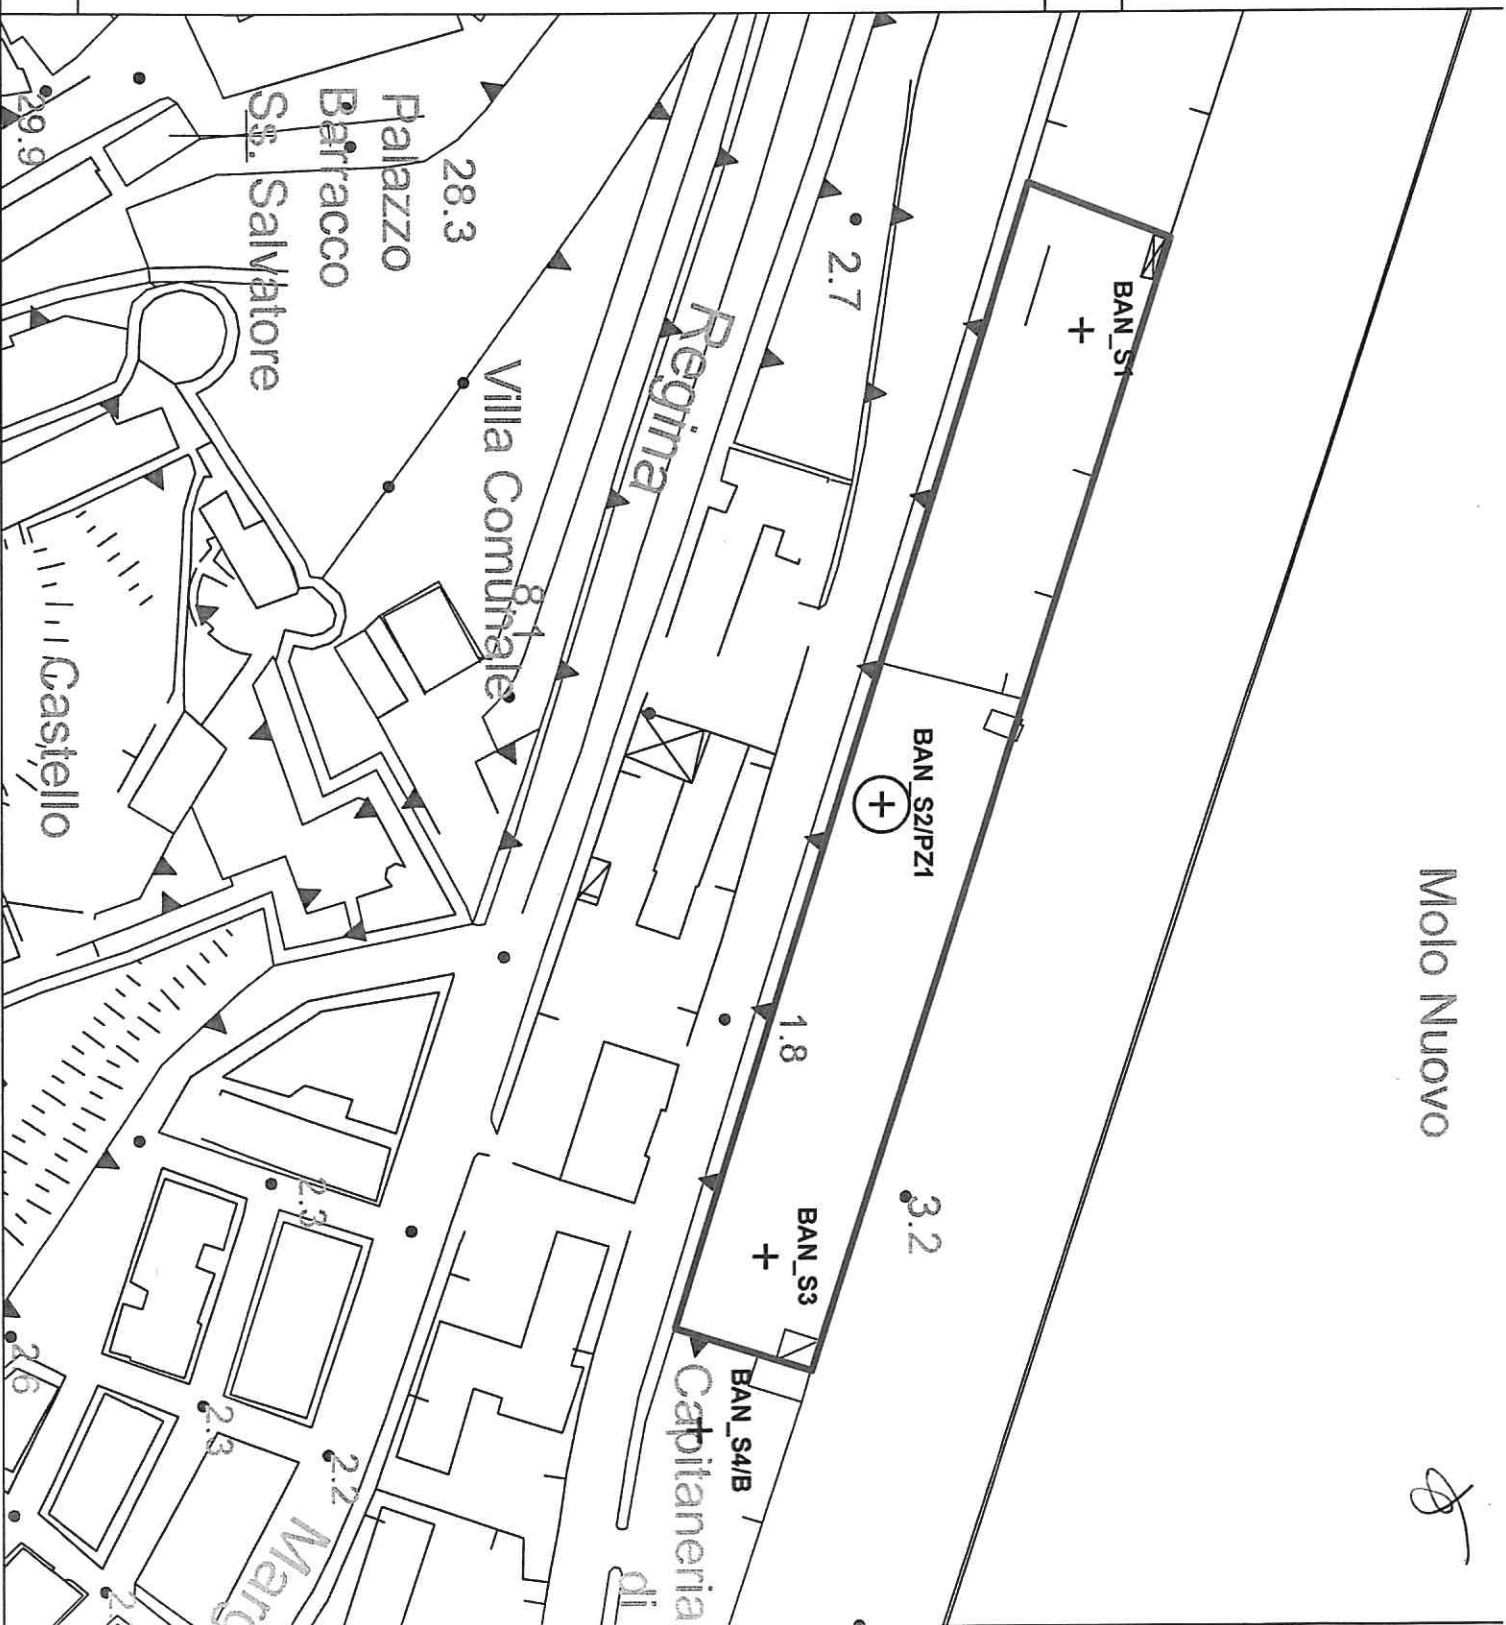 29.9
Palazzo
Barracco
Ss. Salvatore
28.3
2.7
BAN_S1
Regina
Villa Comunale
8.1
Castello
BAN_S2/PZ1
Molo Nuovo
1.8
3.2
BAN_S3
2.3
2.6
2.3
2.2
BAN_S4/B
Capitaneria
di
Marg